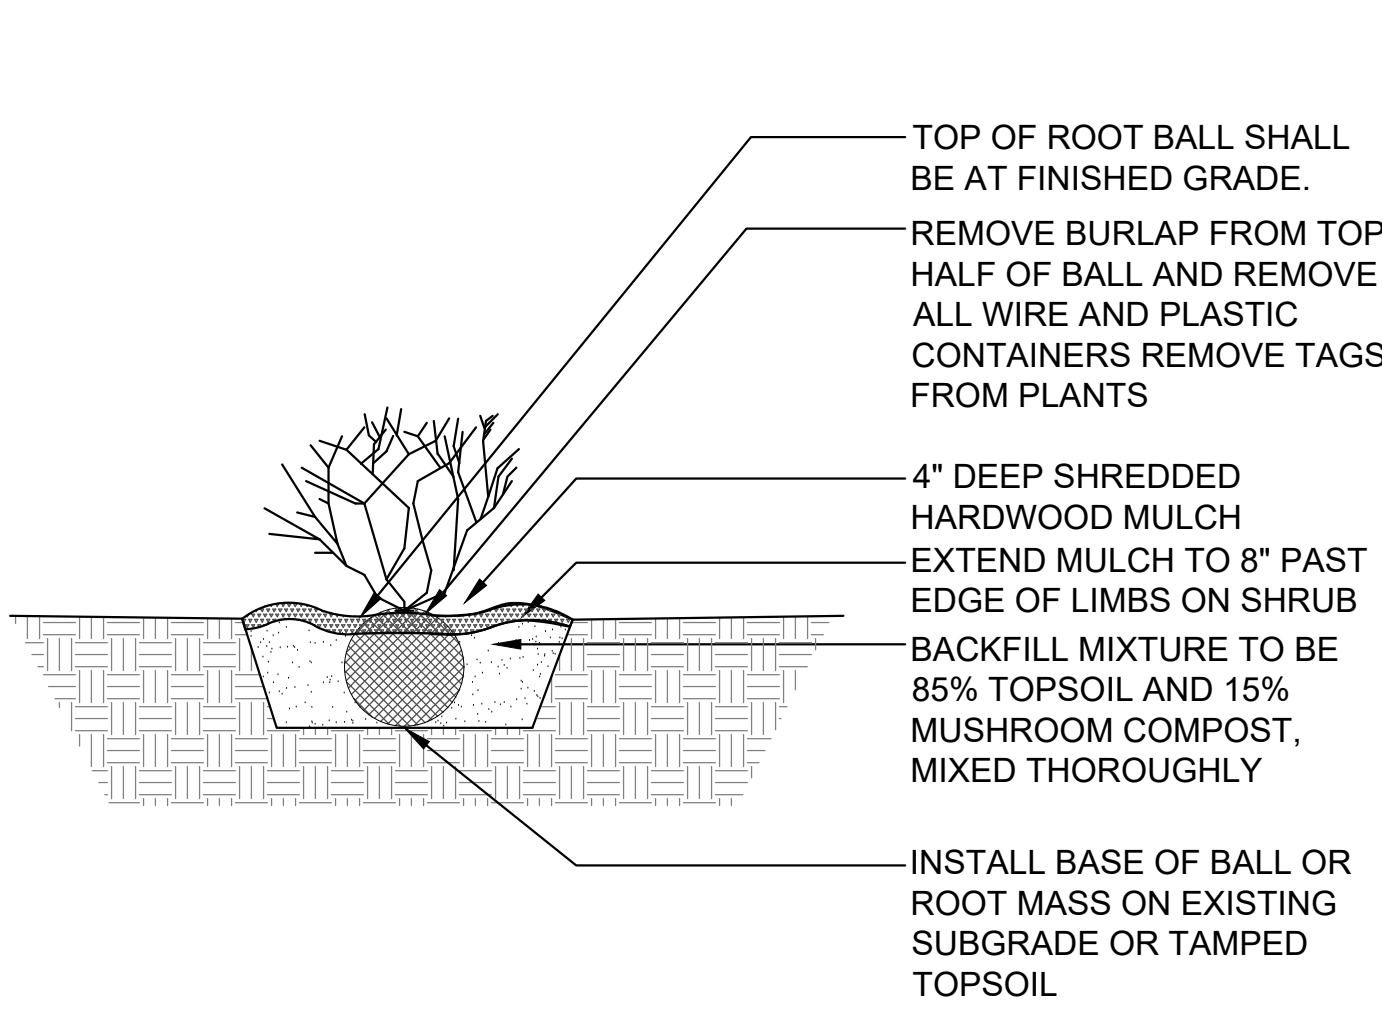 TOP OF ROOT BALL SHALL
BE AT FINISHED GRADE.
REMOVE BURLAP FROM TOP
HALF OF BALL AND REMOVE
ALL WIRE AND PLASTIC
CONTAINERS REMOVE TAGS
FROM PLANTS
4" DEEP SHREDDED
HARDWOOD MULCH
EXTEND MULCH TO 8" PAST
EDGE OF LIMBS ON SHRUB
BACKFILL MIXTURE TO BE
85% TOPSOIL AND 15%
MUSHROOM COMPOST,
MIXED THOROUGHLY
INSTALL BASE OF BALL OR
ROOT MASS ON EXISTING
SUBGRADE OR TAMPED
TOPSOIL